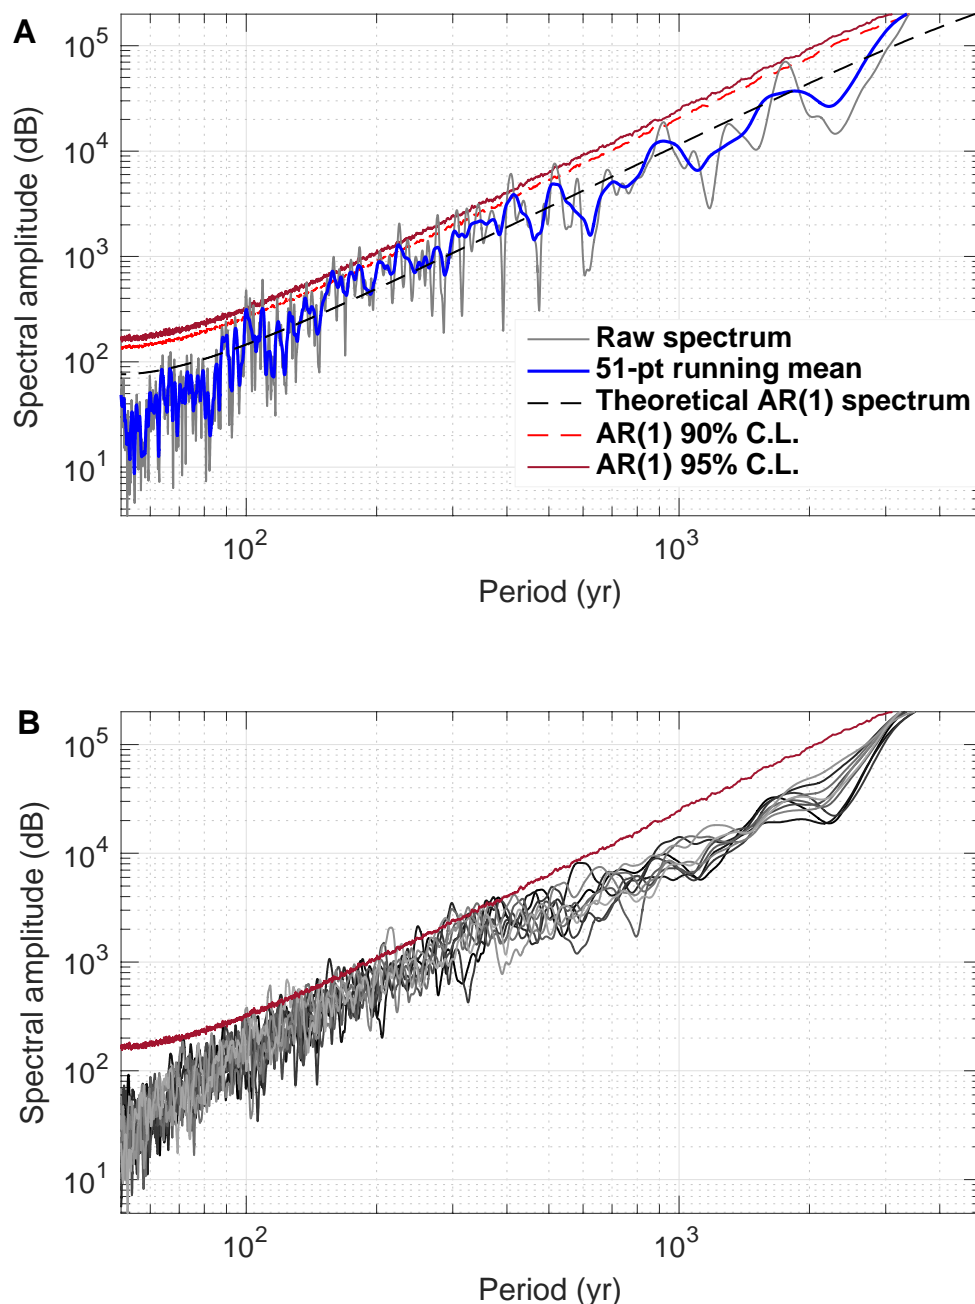 A
10^5
10^4
10^3
10^2
10^1
Spectral amplitude (dB)
Raw spectrum
51-pt running mean
Theoretical AR(1) spectrum
AR(1) 90% C.L.
AR(1) 95% C.L.
10^2
10^3
Period (yr)
B
10^5
10^4
10^3
10^2
10^1
Spectral amplitude (dB)
10^2
10^3
Period (yr)